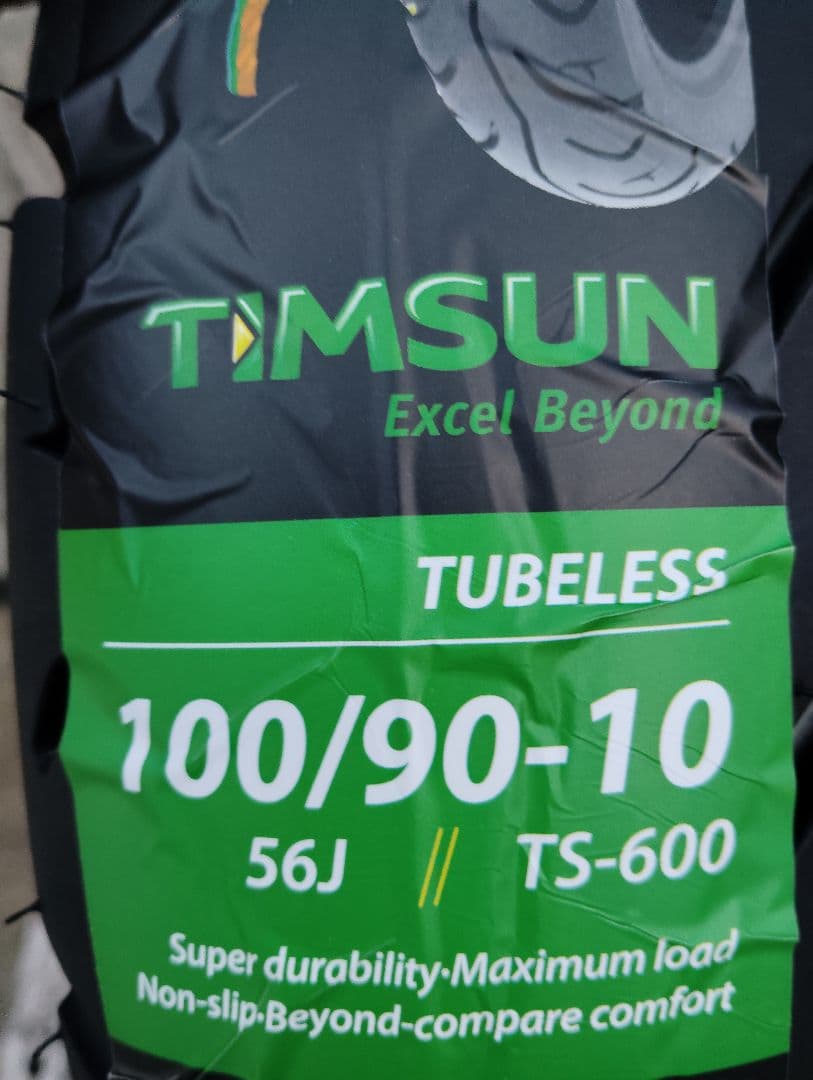 TIMSUN
Excel Beyond
TUBELESS
100/90-10
56J // TS-600
Super durability·Maximum load
Non-slip·Beyond-compare comfort